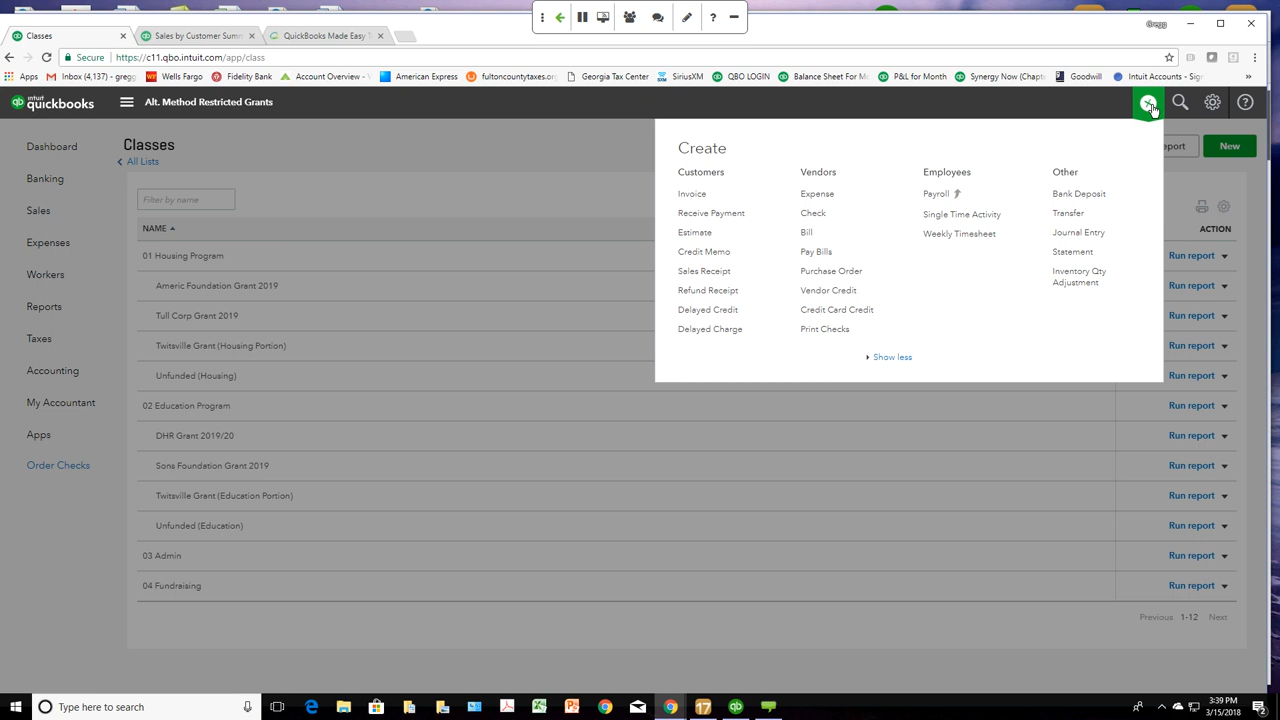 Gregg
Classes
Sales by Customer Summ
QuickBooks Made Easy T
Secure
https://c11.qbo.intuit.com/app/class
Apps
Inbox (4,137) - gregg
Wells Fargo
Fidelity Bank
Account Overview -
American Express
fultoncountytaxes.org
Georgia Tax Center
SiriusXM
QBO LOGIN
Balance Sheet For M
P&L for Month
Synergy Now (Chapt
Goodwill
Intuit Accounts - Sig
intuit quickbooks
Alt. Method Restricted Grants
Dashboard
Banking
Sales
Expenses
Workers
Reports
Taxes
Accounting
My Accountant
Apps
Order Checks
Classes
All Lists
Filter by name
eport
New
Create
Customers
Invoice
Receive Payment
Estimate
Credit Memo
Sales Receipt
Refund Receipt
Delayed Credit
Delayed Charge
Vendors
Expense
Check
Bill
Pay Bills
Purchase Order
Vendor Credit
Credit Card Credit
Print Checks
Employees
Payroll
Single Time Activity
Weekly Timesheet
Other
Bank Deposit
Transfer
Journal Entry
Statement
Inventory Qty
Adjustment
Show less
NAME
ACTION
01 Housing Program
Run report
Americ Foundation Grant 2019
Run report
Tull Corp Grant 2019
Run report
Twitsville Grant (Housing Portion)
Run report
Unfunded (Housing)
Run report
02 Education Program
Run report
DHR Grant 2019/20
Run report
Sons Foundation Grant 2019
Run report
Twitsville Grant (Education Portion)
Run report
Unfunded (Education)
Run report
03 Admin
Run report
04 Fundraising
Run report
Previous 1-12 Next
Type here to search
17
3:39 PM
3/15/2018
2